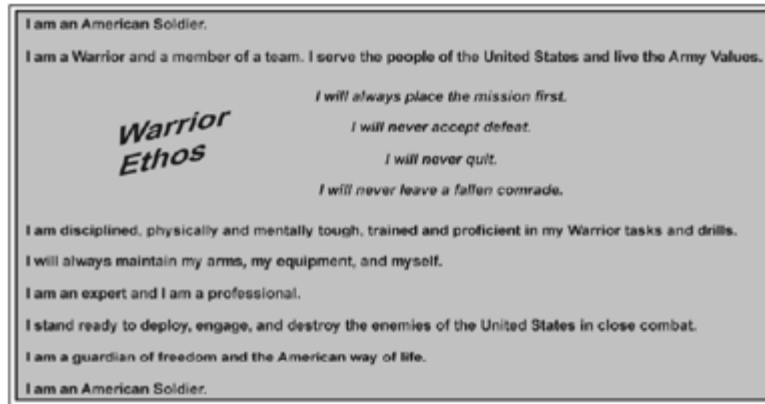 I am an American Soldier.
I am a Warrior and a member of a team. I serve the people of the United States and live the Army Values.
I will always place the mission first.
I will never accept defeat.
Warrior
Ethos
I will never quit.
I will never leave a fallen comrade.
I am disciplined, physically and mentally tough, trained and proficient in my Warrior tasks and drills.
I will always maintain my arms, my equipment, and myself.
I am an expert and I am a professional.
I stand ready to deploy, engage, and destroy the enemies of the United States in close combat.
I am a guardian of freedom and the American way of life.
I am an American Soldier.